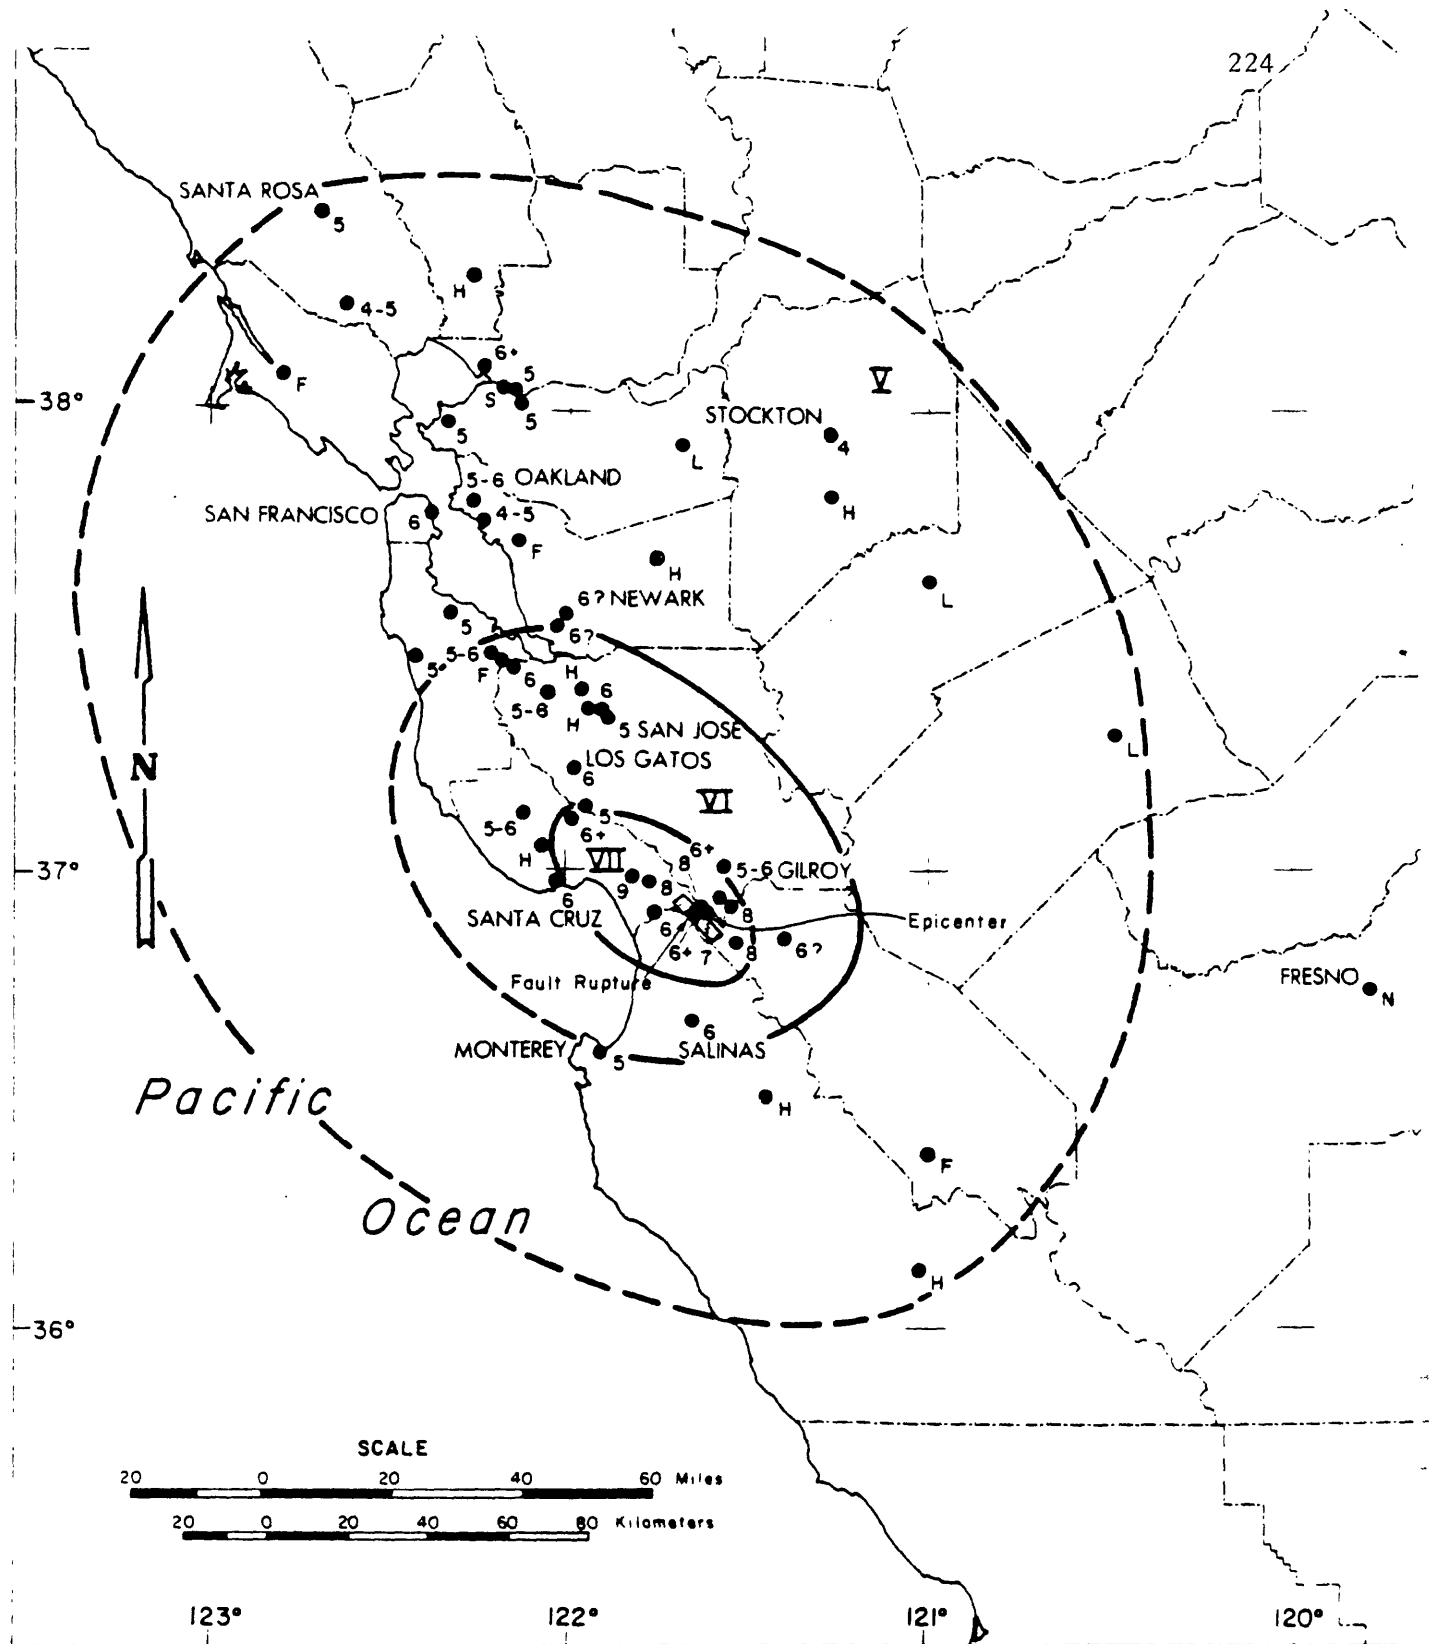 224
SANTA ROSA
5
H
4-5
6+
F
5
S
5
38°
V
STOCKTON
4
5
L
5-6 OAKLAND
H
SAN FRANCISCO
6
4-5
F
H
L
6? NEWARK
5
6?
5
5-6
F
6
H
6
5-6
H
5 SAN JOSE
L
N
LOS GATOS
6
VI
5
5-6
6+
6+
H
VII
8
5-6 GILROY
37°
9
8
6
8
Epicenter
SANTA CRUZ
6
6+
7
8
6?
Fault Rupture
FRESNO
N
6
MONTEREY
5
SALINAS
Pacific
H
F
Ocean
H
36°
SCALE
20 0 20 40 60 Miles
20 0 20 40 60 80 Kilometers
123° 122° 121° 120°